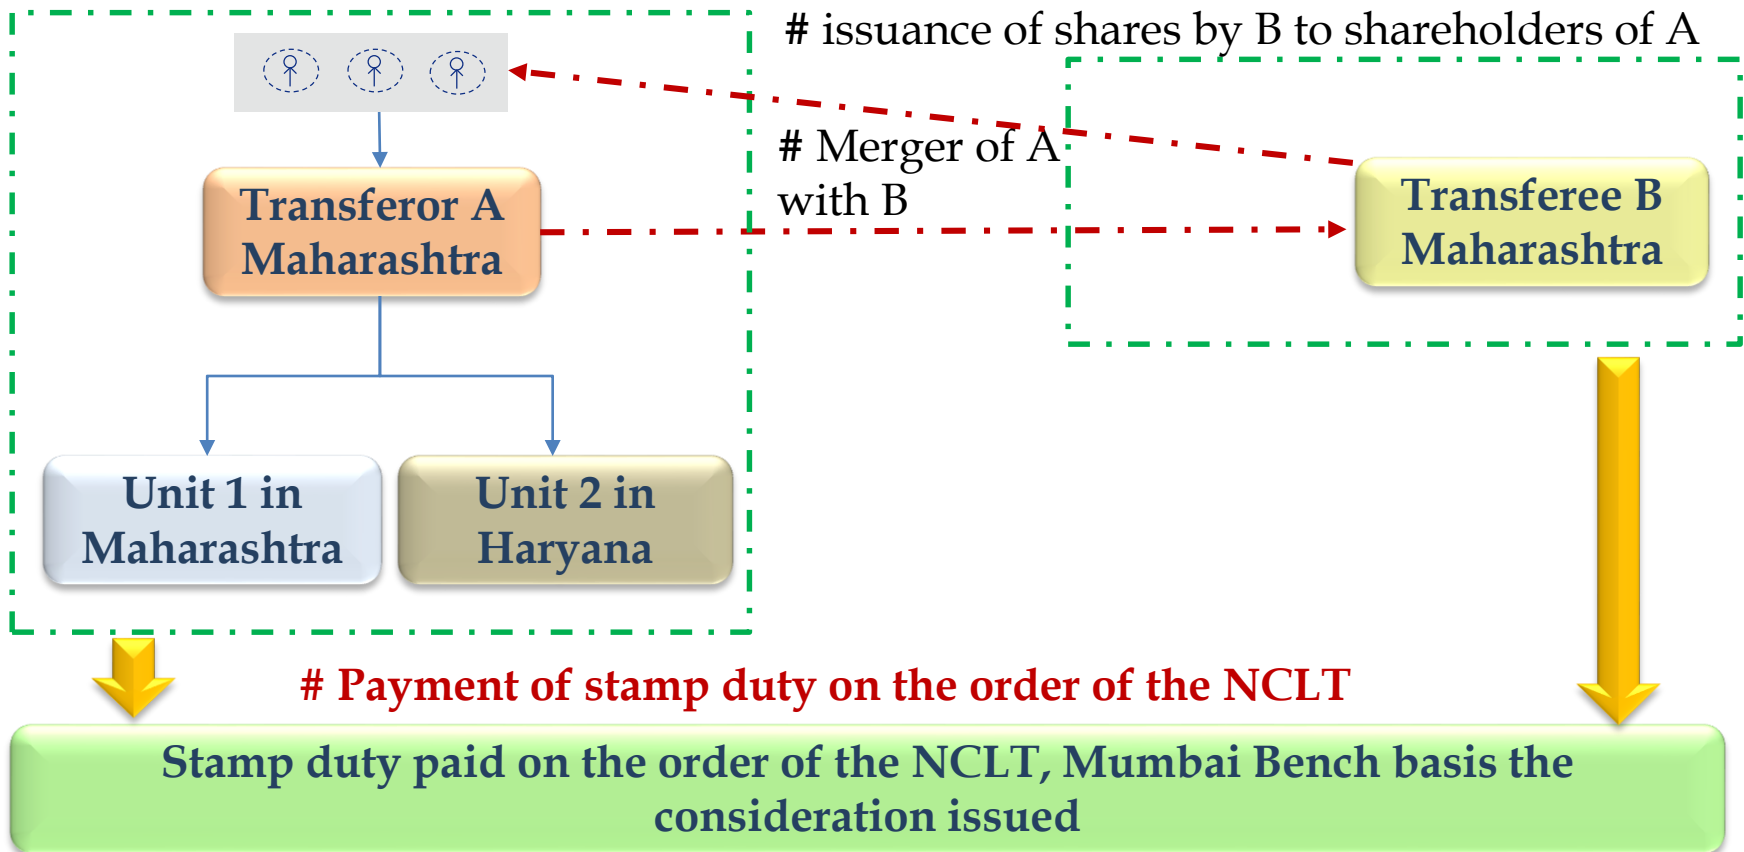 # issuance of shares by B to shareholders of A
# Merger of A
with B
Transferor A
Maharashtra
Transferee B
Maharashtra
Unit 1 in
Maharashtra
Unit 2 in
Haryana
# Payment of stamp duty on the order of the NCLT
Stamp duty paid on the order of the NCLT, Mumbai Bench basis the
consideration issued